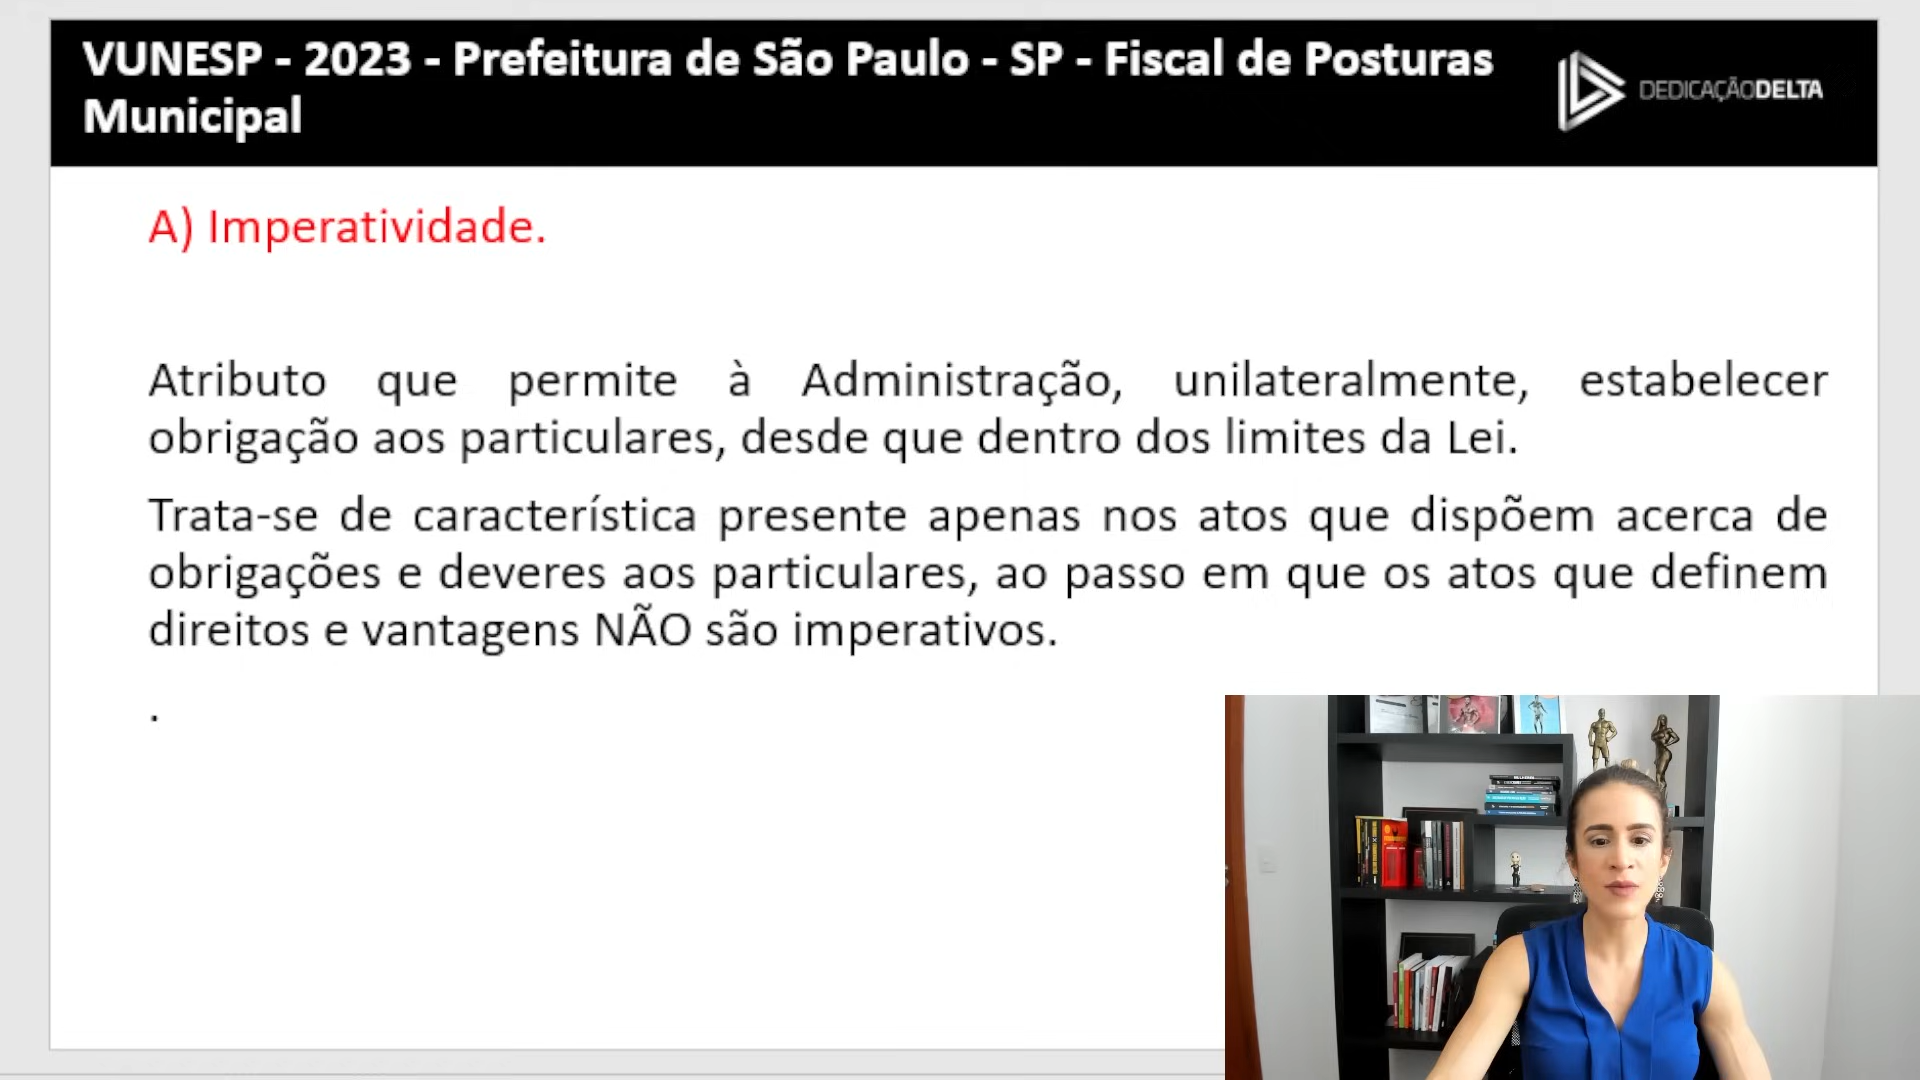 VUNESP - 2023 - Prefeitura de São Paulo - SP - Fiscal de Posturas
Municipal
DEDICAÇÃODELTA
A) Imperatividade.
Atributo que permite à Administração, unilateralmente, estabelecer
obrigação aos particulares, desde que dentro dos limites da Lei.
Trata-se de característica presente apenas nos atos que dispõem acerca de
obrigações e deveres aos particulares, ao passo em que os atos que definem
direitos e vantagens NÃO são imperativos.
.